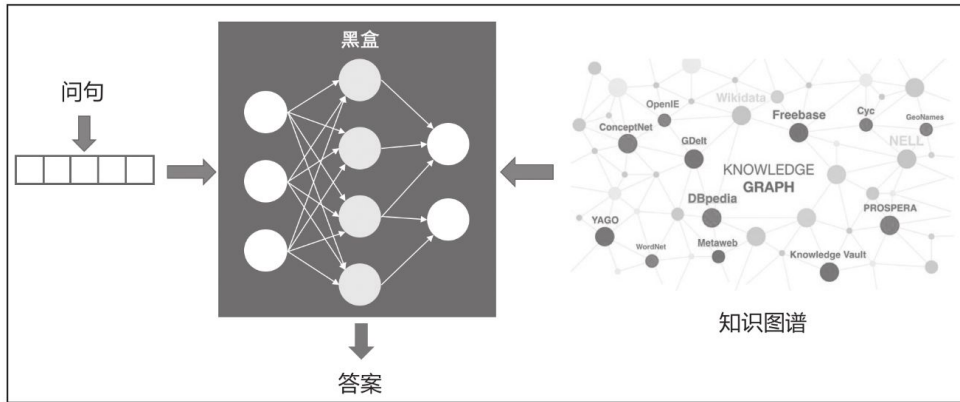 黑盒
问句
答案
Wikidata
OpenIE
Freebase
Cyc
GeoNames
ConceptNet
GDelt
NELL
KNOWLEDGE
GRAPH
DBpedia
PROSPERA
YAGO
WordNet
Metaweb
Knowledge Vault
知识图谱